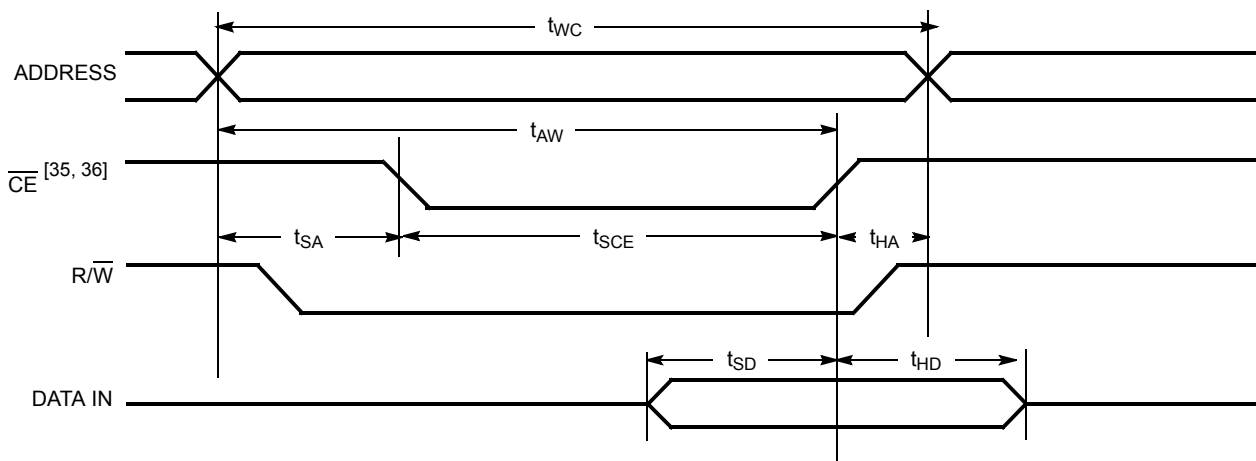 tWC
ADDRESS
tAW
CE [35, 36]
tSA
tSCE
tHA
R/W
tSD
tHD
DATA IN